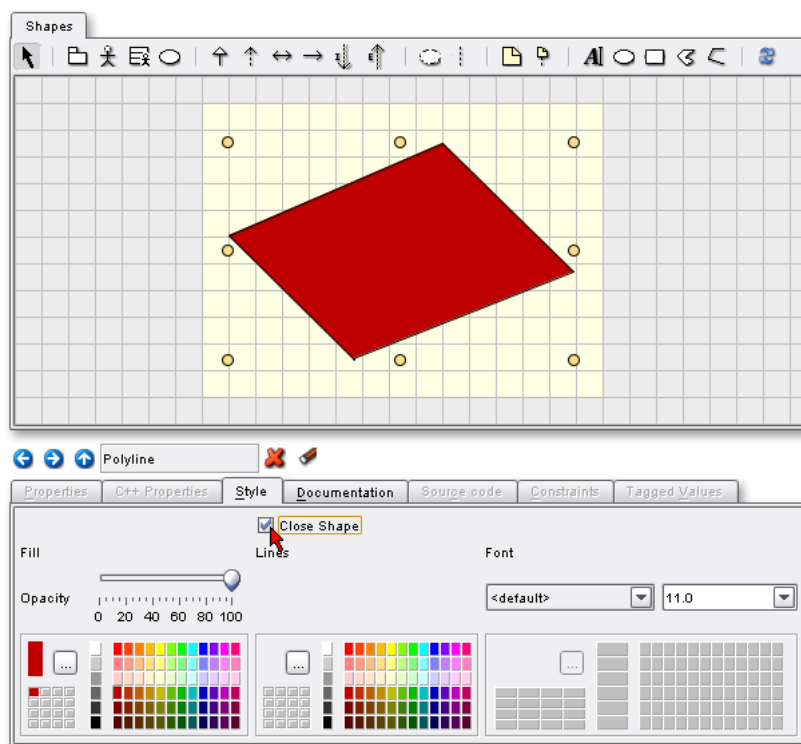 Shapes
A
Polyline
Properties C++ Properties Style Documentation Source code Constraints Tagged Values
Close Shape
Fill Lines Font
Opacity
<default> 11.0
0 20 40 60 80 100
... ... ...